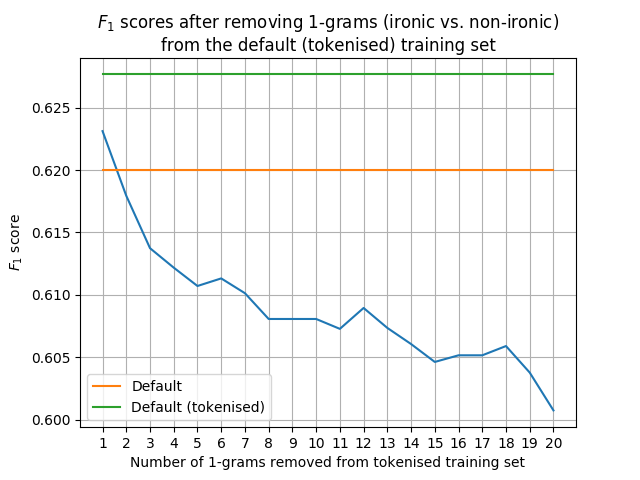 F₁ scores after removing 1-grams (ironic vs. non-ironic)
from the default (tokenised) training set
F₁ score
0.625
0.620
0.615
0.610
0.605
0.600
Default
Default (tokenised)
1 2 3 4 5 6 7 8 9 10 11 12 13 14 15 16 17 18 19 20
Number of 1-grams removed from tokenised training set